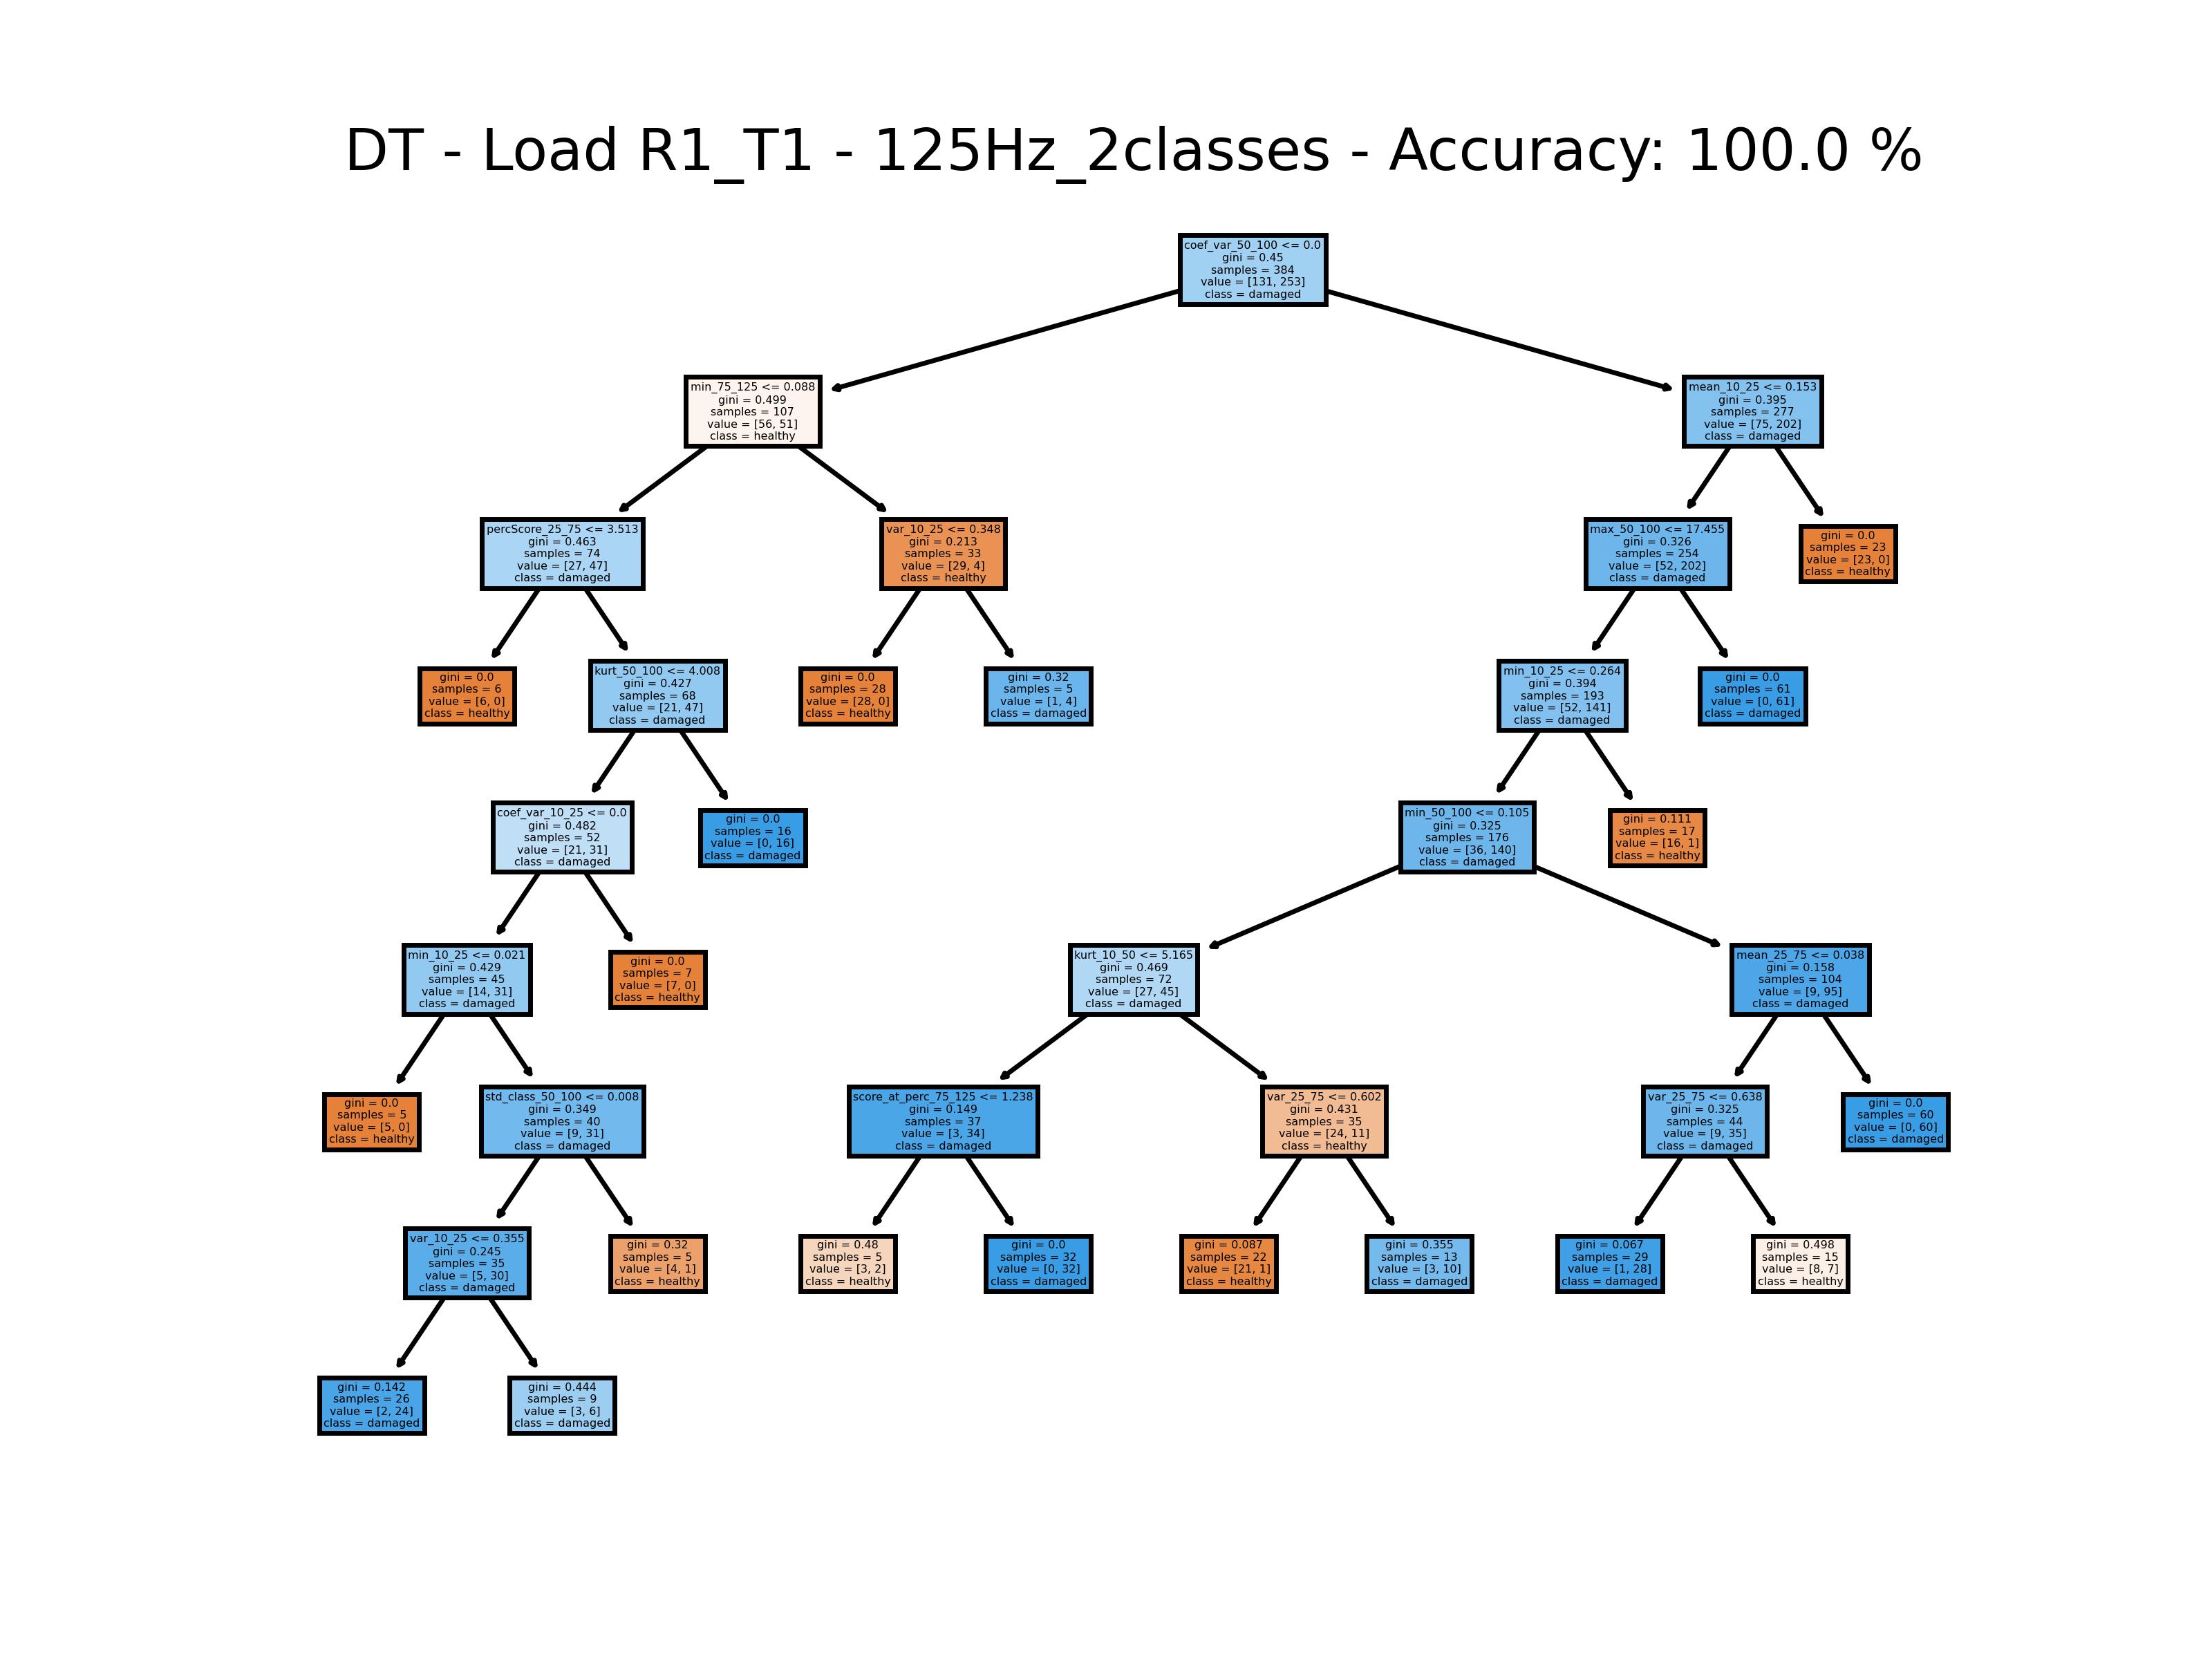 DT - Load R1_T1 - 125Hz_2classes - Accuracy: 100.0 %
coef_var_50_100 <= 0.0
gini = 0.45
samples = 384
value = [131, 253]
class = damaged
min_75_125 <= 0.088
gini = 0.499
samples = 107
value = [56, 51]
class = healthy
mean_10_25 <= 0.153
gini = 0.395
samples = 277
value = [75, 202]
class = damaged
percScore_25_75 <= 3.513
gini = 0.463
samples = 74
value = [27, 47]
class = damaged
var_10_25 <= 0.348
gini = 0.213
samples = 33
value = [29, 4]
class = healthy
max_50_100 <= 17.455
gini = 0.326
samples = 254
value = [52, 202]
class = damaged
gini = 0.0
samples = 23
value = [23, 0]
class = healthy
gini = 0.0
samples = 6
value = [6, 0]
class = healthy
kurt_50_100 <= 4.008
gini = 0.427
samples = 68
value = [21, 47]
class = damaged
gini = 0.0
samples = 28
value = [28, 0]
class = healthy
gini = 0.32
samples = 5
value = [1, 4]
class = damaged
min_10_25 <= 0.264
gini = 0.394
samples = 193
value = [52, 141]
class = damaged
gini = 0.0
samples = 61
value = [0, 61]
class = damaged
coef_var_10_25 <= 0.0
gini = 0.482
samples = 52
value = [21, 31]
class = damaged
gini = 0.0
samples = 16
value = [0, 16]
class = damaged
min_50_100 <= 0.105
gini = 0.325
samples = 176
value = [36, 140]
class = damaged
gini = 0.111
samples = 17
value = [16, 1]
class = healthy
min_10_25 <= 0.021
gini = 0.429
samples = 45
value = [14, 31]
class = damaged
gini = 0.0
samples = 7
value = [7, 0]
class = healthy
kurt_10_50 <= 5.165
gini = 0.469
samples = 72
value = [27, 45]
class = damaged
mean_25_75 <= 0.038
gini = 0.158
samples = 104
value = [9, 95]
class = damaged
gini = 0.0
samples = 5
value = [5, 0]
class = healthy
std_class_50_100 <= 0.008
gini = 0.349
samples = 40
value = [9, 31]
class = damaged
score_at_perc_75_125 <= 1.238
gini = 0.149
samples = 37
value = [3, 34]
class = damaged
var_25_75 <= 0.602
gini = 0.431
samples = 35
value = [24, 11]
class = healthy
var_25_75 <= 0.638
gini = 0.325
samples = 44
value = [9, 35]
class = damaged
gini = 0.0
samples = 60
value = [0, 60]
class = damaged
var_10_25 <= 0.355
gini = 0.245
samples = 35
value = [5, 30]
class = damaged
gini = 0.32
samples = 5
value = [4, 1]
class = healthy
gini = 0.48
samples = 5
value = [3, 2]
class = healthy
gini = 0.0
samples = 32
value = [0, 32]
class = damaged
gini = 0.087
samples = 22
value = [21, 1]
class = healthy
gini = 0.355
samples = 13
value = [3, 10]
class = damaged
gini = 0.067
samples = 29
value = [1, 28]
class = damaged
gini = 0.498
samples = 15
value = [8, 7]
class = healthy
gini = 0.142
samples = 26
value = [2, 24]
class = damaged
gini = 0.444
samples = 9
value = [3, 6]
class = damaged